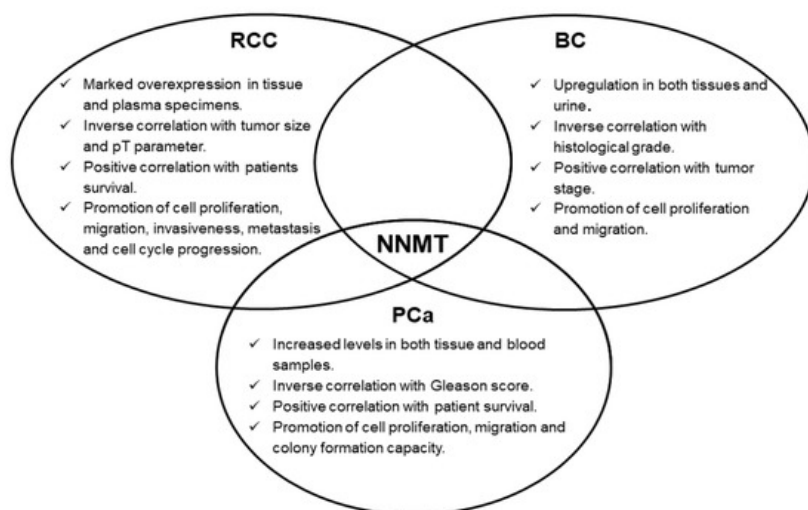 RCC
✓ Marked overexpression in tissue
and plasma specimens.
✓ Inverse correlation with tumor size
and pT parameter.
✓ Positive correlation with patients
survival.
✓ Promotion of cell proliferation,
migration, invasiveness, metastasis
and cell cycle progression.
BC
✓ Upregulation in both tissues and
urine.
✓ Inverse correlation with
histological grade.
✓ Positive correlation with tumor
stage.
✓ Promotion of cell proliferation
and migration.
NNMT
PCa
✓ Increased levels in both tissue and blood
samples.
✓ Inverse correlation with Gleason score.
✓ Positive correlation with patient survival.
✓ Promotion of cell proliferation, migration and
colony formation capacity.